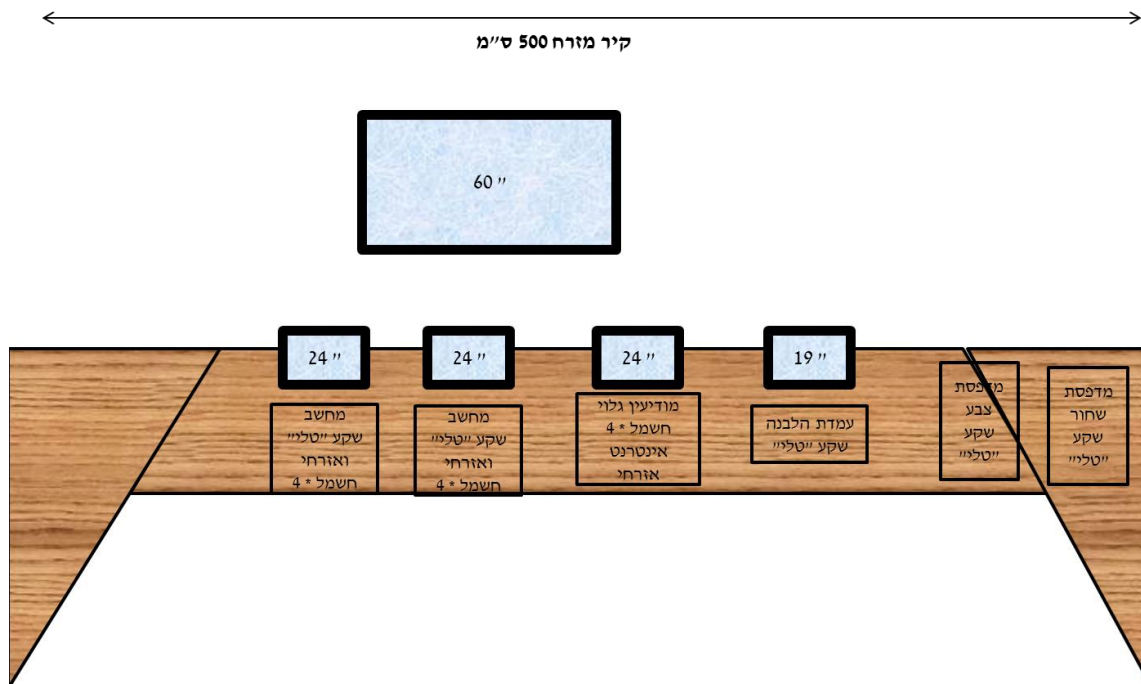 קיר מזרח 500 ס״מ
60 ״
24 ״
24 ״
24 ״
19 ״
מחשב
שקע ״טלי״
ואזרחי
חשמל * 4
מחשב
שקע ״טלי״
ואזרחי
חשמל * 4
מודיעין גלוי
חשמל * 4
אינטרנט
אזרחי
עמדת הלבנה
שקע ״טלי״
מדפסת
צבע
שקע
״טלי״
מדפסת
שחור
שקע
״טלי״